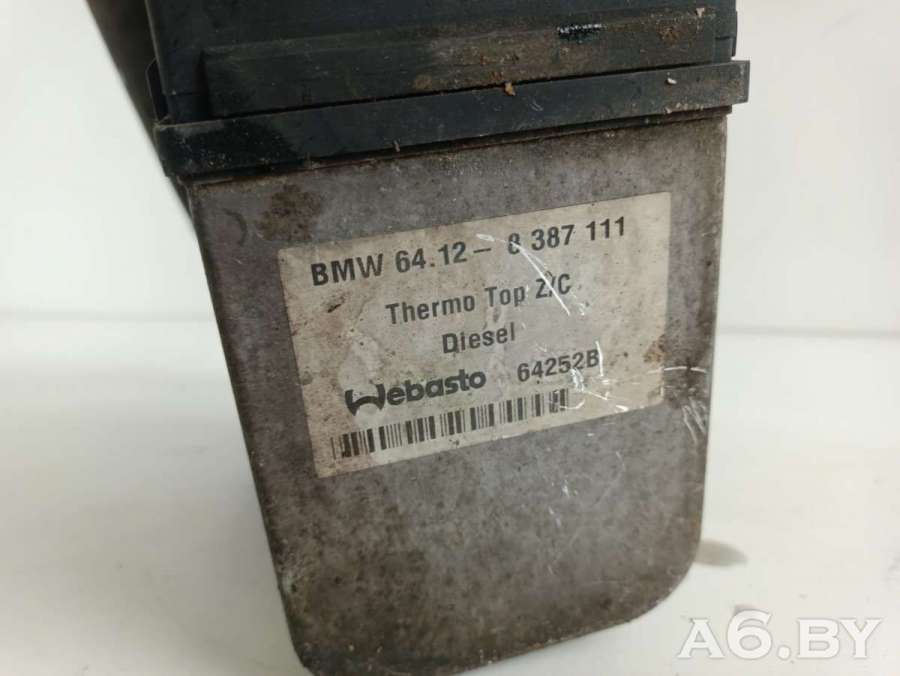 BMW 64.12- 8 387 111
Thermo Top Z/C
Diesel
Webasto 64252B
A6.BY